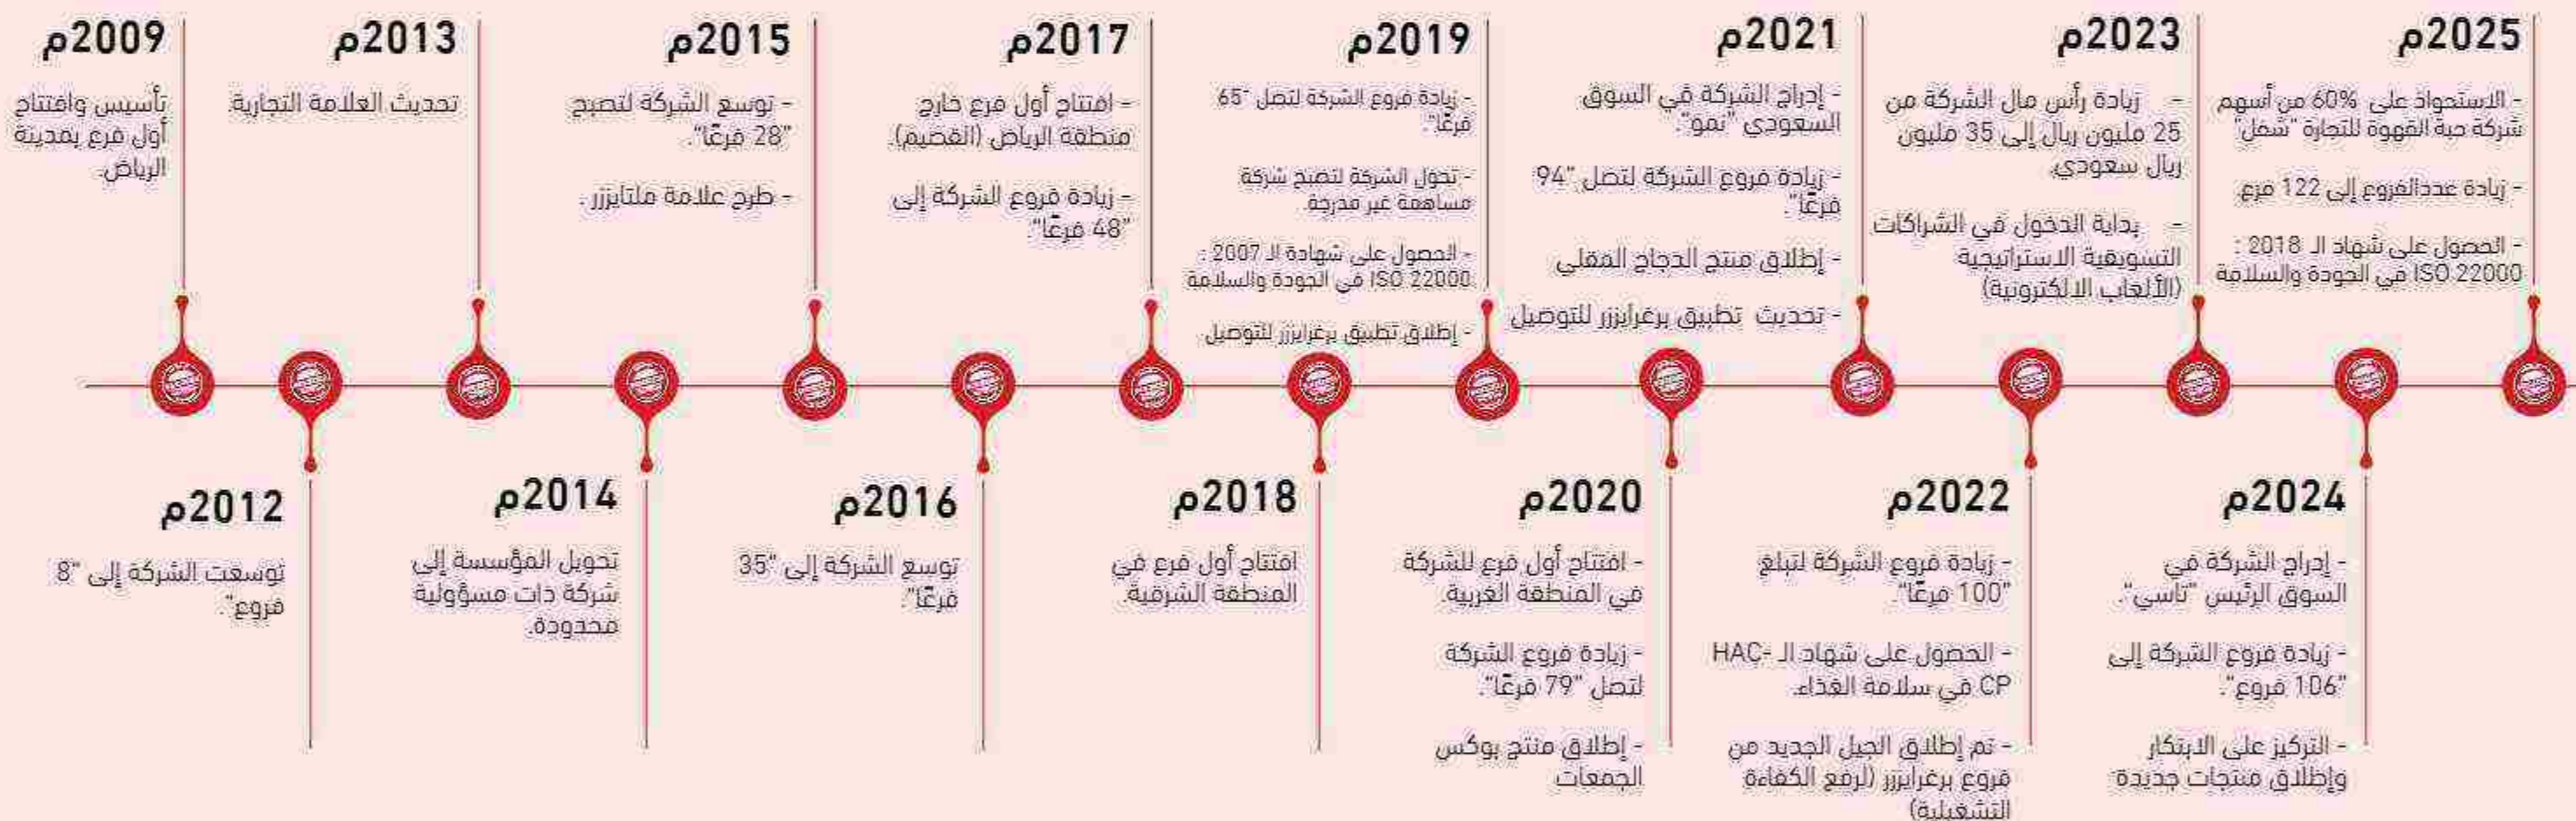 2009م
تأسيس وافتتاح
أول فرع بمدينة
الرياض.
2012م
توسعت الشركة إلى "8
فروع".
2013م
تحديث العلامة التجارية.
2014م
تحويل المؤسسة إلى
شركة ذات مسؤولية
محدودة.
2015م
- توسع الشركة لتصبح
"28 فرعًا".
- طرح علامة ملتايززر .
2016م
توسع الشركة إلى "35
فرعًا".
2017م
- افتتاح أول فرع خارج
منطقة الرياض (القصيم).
- زيادة فروع الشركة إلى
"48 فرعًا".
2018م
افتتاح أول فرع في
المنطقة الشرقية.
2019م
- زيادة فروع الشركة لتصل "65
فرعًا".
- تحول الشركة لتصبح شركة
مساهمة غير مدرجة.
- الحصول على شهادة الـ 2007 :
ISO 22000 في الجودة والسلامة
- إطلاق تطبيق برغرايززر للتوصيل
2020م
- افتتاح أول فرع للشركة
في المنطقة الغربية.
- زيادة فروع الشركة
لتصل "79 فرعًا".
- إطلاق منتج بوكس
الجمعات
2021م
- إدراج الشركة في السوق
السعودي "نمو".
- زيادة فروع الشركة لتصل "94
فرعًا".
- إطلاق منتج الدجاج المقلي
- تحديث تطبيق برغرايززر للتوصيل
2022م
- زيادة فروع الشركة لتبلغ
"100 فرعًا".
- الحصول على شهاد الـ HAC-
CP في سلامة الغذاء.
- تم إطلاق الجيل الجديد من
فروع برغرايززر (لرفع الكفاءة
التشغيلية)
2023م
- زيادة رأس مال الشركة من
25 مليون ريال إلى 35 مليون
ريال سعودي.
- بداية الدخول في الشراكات
التسويقية الاستراتيجية
(الألعاب الالكترونية)
2024م
- إدراج الشركة في
السوق الرئيس "تاسي".
- زيادة فروع الشركة إلى
"106 فروع".
- التركيز على الابتكار
وإطلاق منتجات جديدة
2025م
- الاستحواذ على 60% من أسهم
شركة حبة القهوة للتجارة "شغل"
- زيادة عددالفروع إلى 122 فرع
- الحصول على شهاد الـ 2018 :
ISO 22000 في الجودة والسلامة